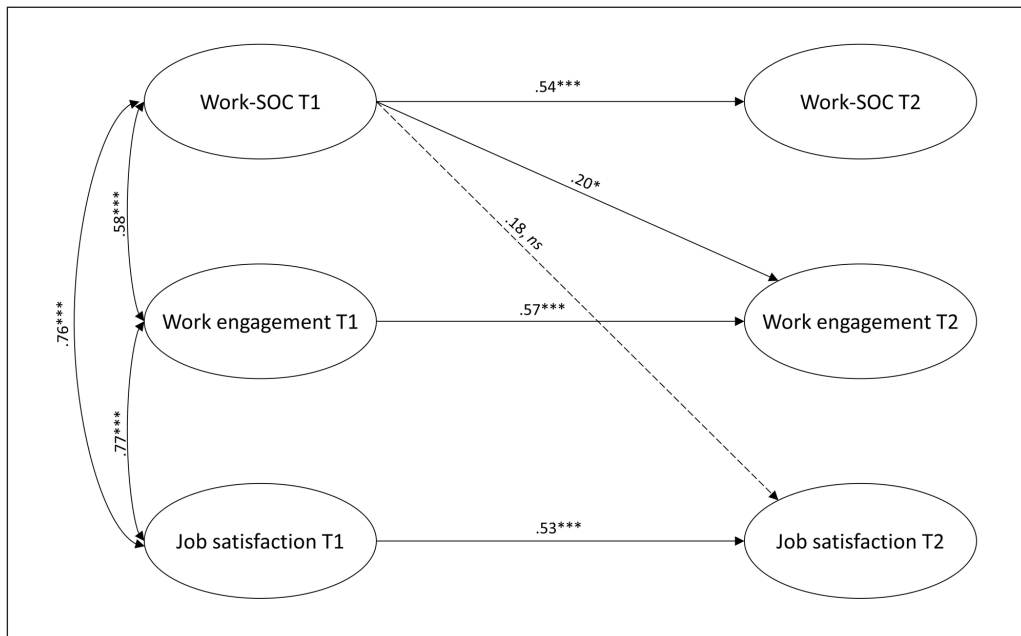 Work-SOC T1
.54***
Work-SOC T2
.20*
.18, ns
.58***
.76***
Work engagement T1
.57***
Work engagement T2
.77***
Job satisfaction T1
.53***
Job satisfaction T2